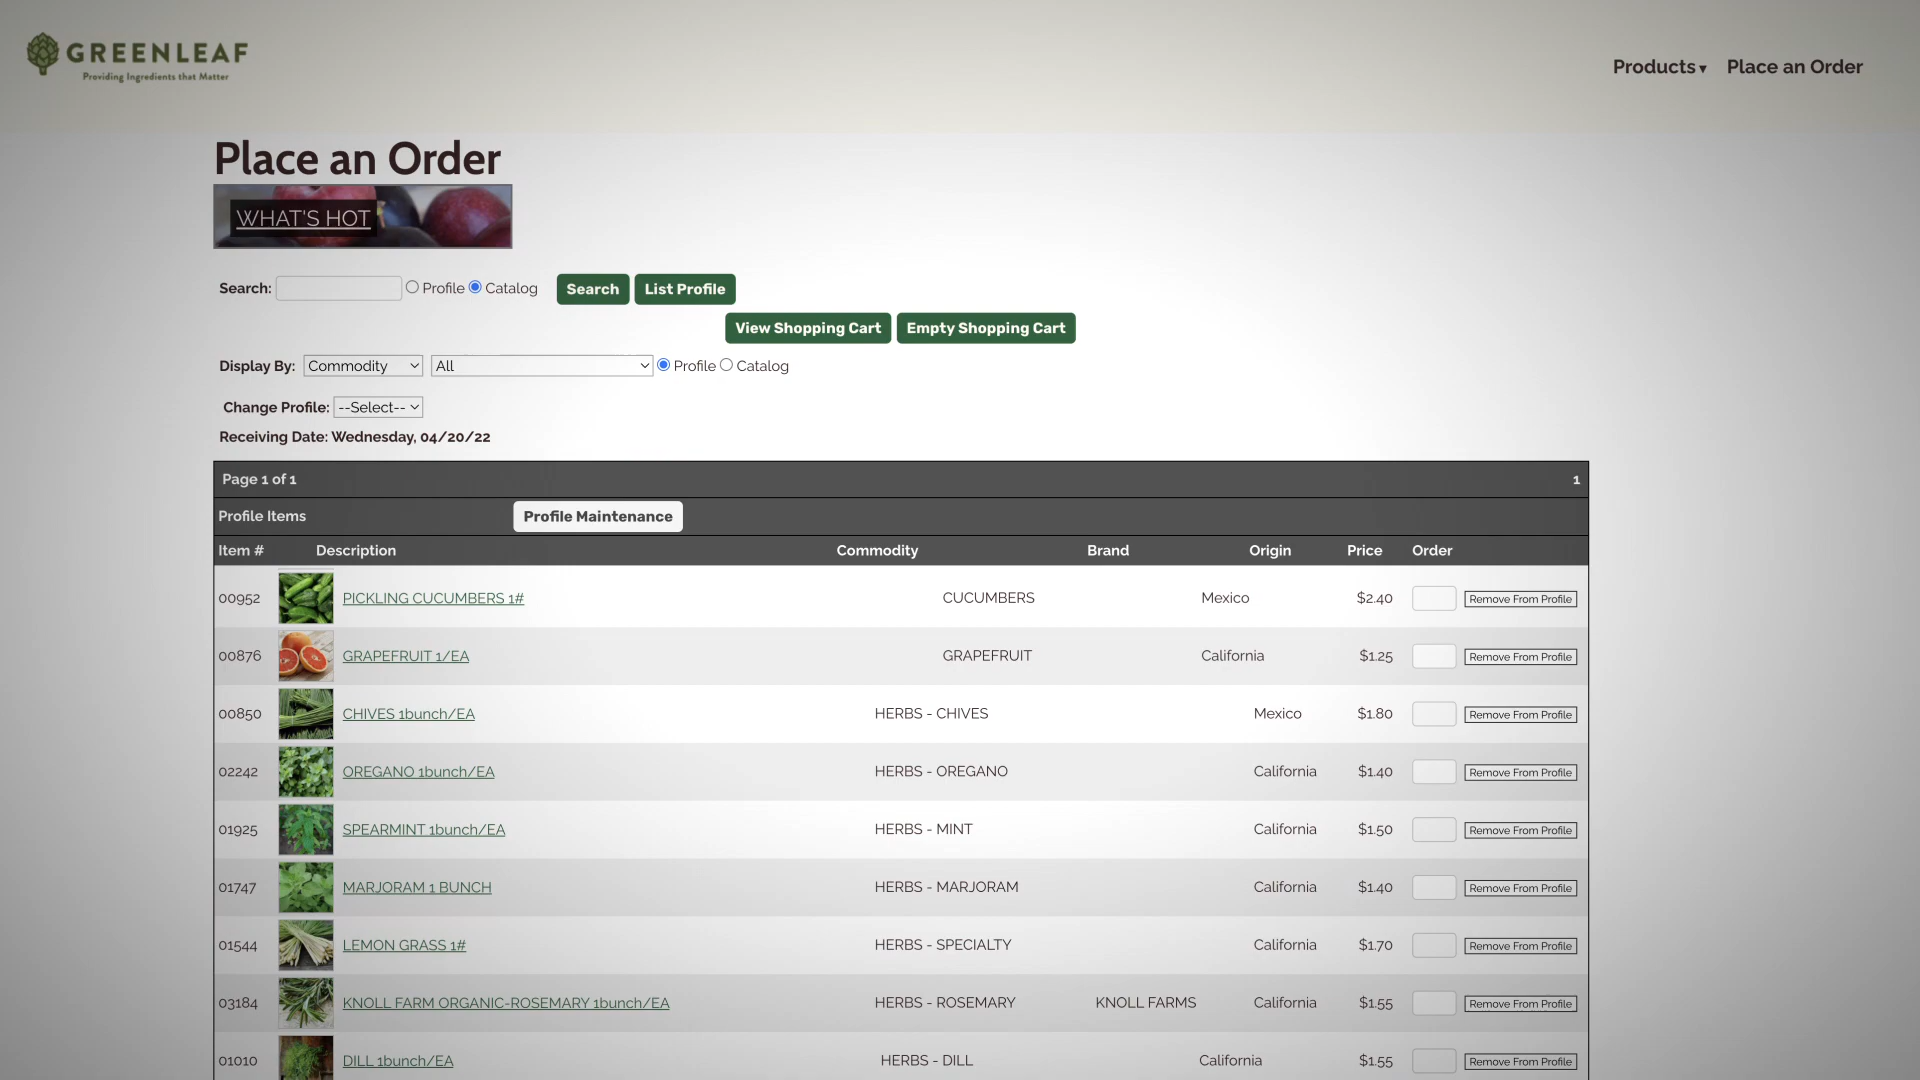 GREENLEAF
Providing Ingredients that Matter
Products ▾ Place an Order
Place an Order
WHAT'S HOT
Search: Profile Catalog Search List Profile
View Shopping Cart Empty Shopping Cart
Display By: Commodity All Profile Catalog
Change Profile: --Select--
Receiving Date: Wednesday, 04/20/22
Page 1 of 1 1
Profile Items Profile Maintenance
Item # Description Commodity Brand Origin Price Order
00952 PICKLING CUCUMBERS 1# CUCUMBERS Mexico $2.40 Remove From Profile
00876 GRAPEFRUIT 1/EA GRAPEFRUIT California $1.25 Remove From Profile
00850 CHIVES 1bunch/EA HERBS - CHIVES Mexico $1.80 Remove From Profile
02242 OREGANO 1bunch/EA HERBS - OREGANO California $1.40 Remove From Profile
01925 SPEARMINT 1bunch/EA HERBS - MINT California $1.50 Remove From Profile
01747 MARJORAM 1 BUNCH HERBS - MARJORAM California $1.40 Remove From Profile
01544 LEMON GRASS 1# HERBS - SPECIALTY California $1.70 Remove From Profile
03184 KNOLL FARM ORGANIC-ROSEMARY 1bunch/EA HERBS - ROSEMARY KNOLL FARMS California $1.55 Remove From Profile
01010 DILL 1bunch/EA HERBS - DILL California $1.55 Remove From Profile